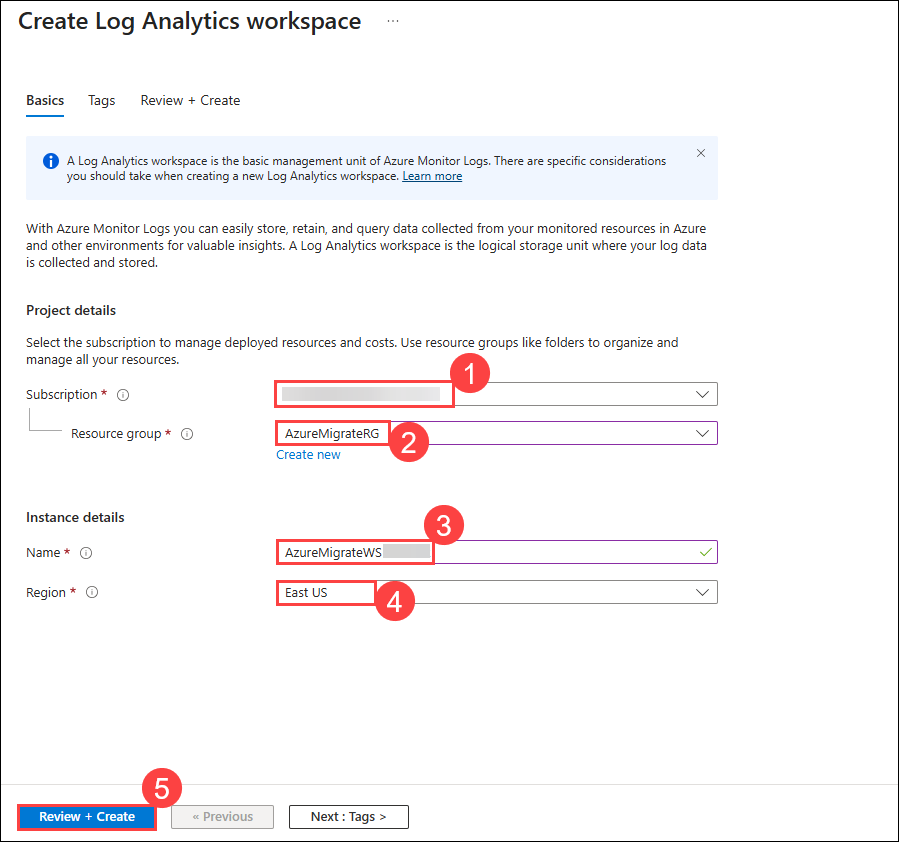 Create Log Analytics workspace ...
Basics Tags Review + Create
A Log Analytics workspace is the basic management unit of Azure Monitor Logs. There are specific considerations
you should take when creating a new Log Analytics workspace. Learn more
With Azure Monitor Logs you can easily store, retain, and query data collected from your monitored resources in Azure
and other environments for valuable insights. A Log Analytics workspace is the logical storage unit where your log data
is collected and stored.
Project details
Select the subscription to manage deployed resources and costs. Use resource groups like folders to organize and
manage all your resources.
1
Subscription *
Resource group * AzureMigrateRG 2
Create new
Instance details
3
Name * AzureMigrateWS
Region * East US 4
5
Review + Create « Previous Next : Tags >